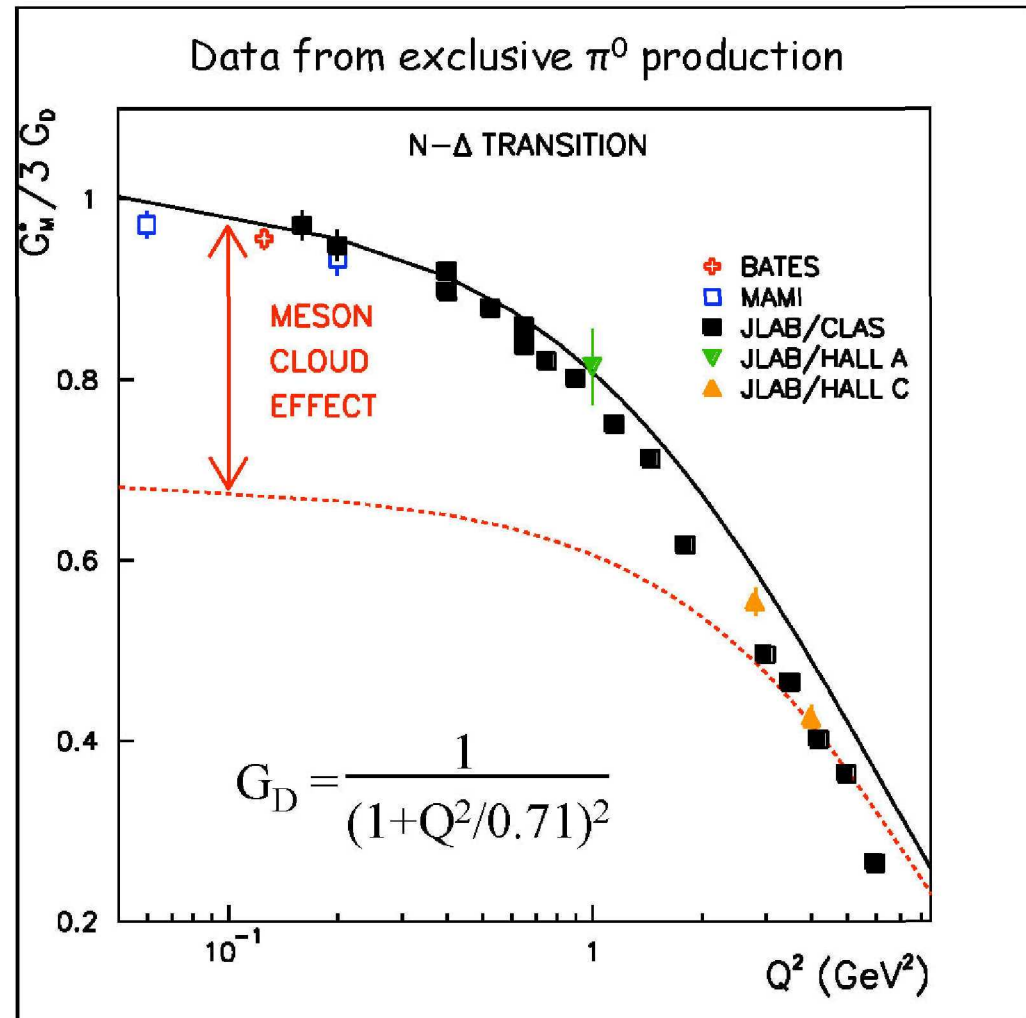 Data from exclusive π⁰ production
N−Δ TRANSITION
G*M/3 GD
1
0.8
0.6
0.4
0.2
BATES
MAMI
JLAB/CLAS
JLAB/HALL A
JLAB/HALL C
MESON
CLOUD
EFFECT
GD = 1/(1+Q²/0.71)²
10⁻¹
1
Q² (GeV²)